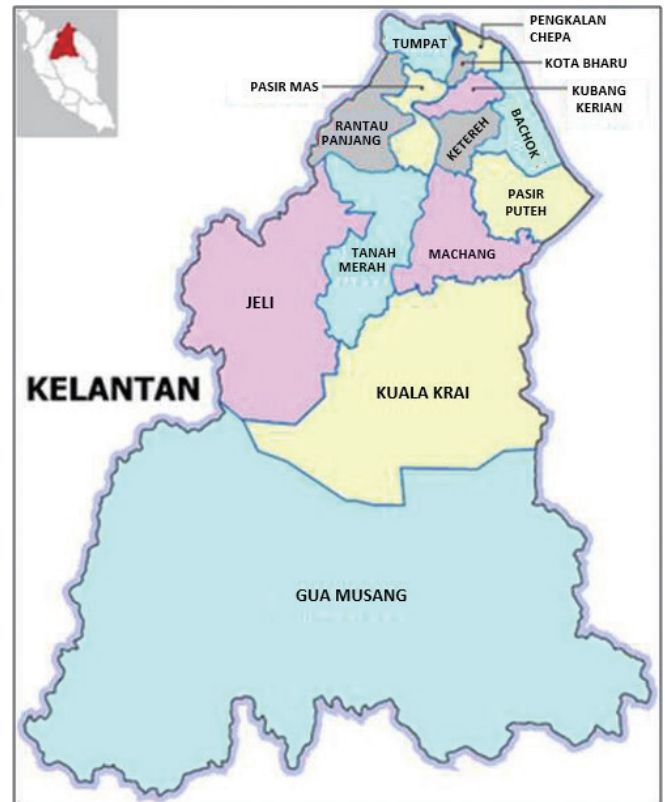 PENGKALAN
CHEPA
TUMPAT
KOTA BHARU
PASIR MAS
KUBANG
KERIAN
RANTAU
PANJANG
KETEREH
BACHOK
PASIR
PUTEH
TANAH
MERAH
MACHANG
JELI
KELANTAN
KUALA KRAI
GUA MUSANG